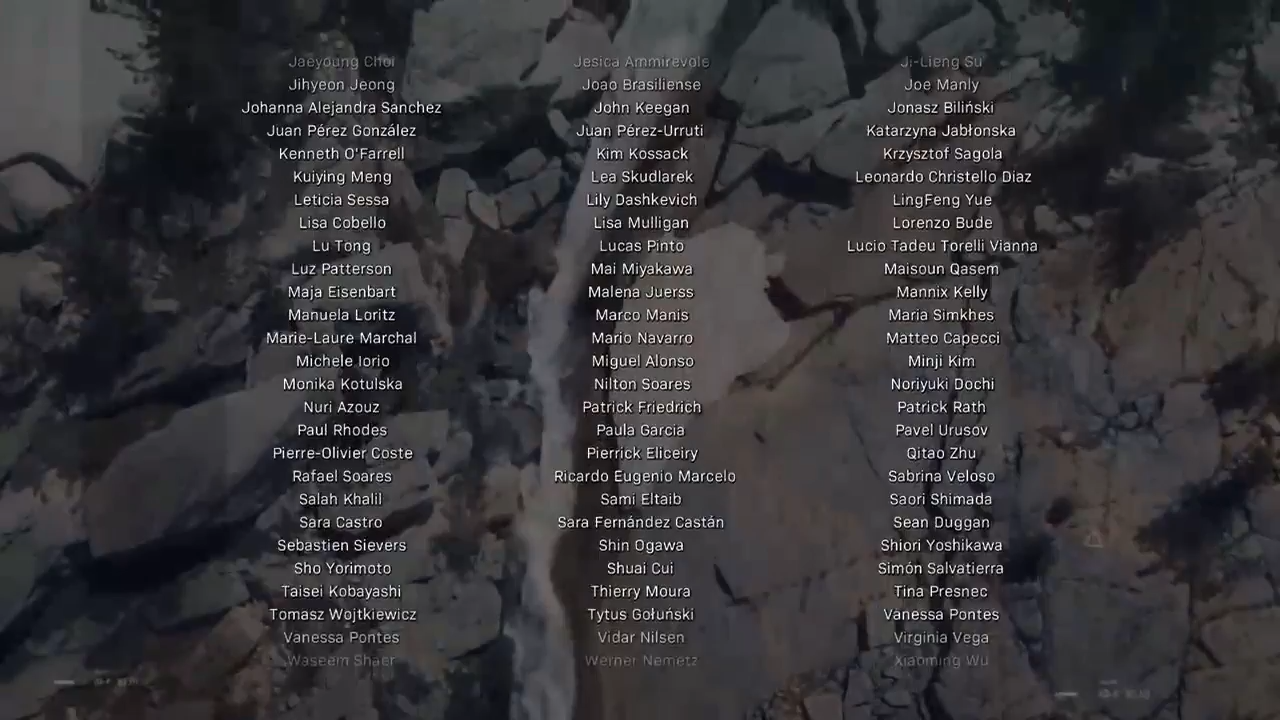 Jaeyoung Choi Jesica Ammirevole Ji-Lieng Su
Jihyeon Jeong Joao Brasiliense Joe Manly
Johanna Alejandra Sanchez John Keegan Jonasz Biliński
Juan Pérez González Juan Pérez-Urruti Katarzyna Jabłonska
Kenneth O'Farrell Kim Kossack Krzysztof Sagola
Kuiying Meng Lea Skudlarek Leonardo Christello Diaz
Leticia Sessa Lily Dashkevich LingFeng Yue
Lisa Cobello Lisa Mulligan Lorenzo Bude
Lu Tong Lucas Pinto Lucio Tadeu Torelli Vianna
Luz Patterson Mai Miyakawa Maisoun Qasem
Maja Eisenbart Malena Juerss Mannix Kelly
Manuela Loritz Marco Manis Maria Simkhes
Marie-Laure Marchal Mario Navarro Matteo Capecci
Michele Iorio Miguel Alonso Minji Kim
Monika Kotulska Nilton Soares Noriyuki Dochi
Nuri Azouz Patrick Friedrich Patrick Rath
Paul Rhodes Paula Garcia Pavel Urusov
Pierre-Olivier Coste Pierrick Eliceiry Qitao Zhu
Rafael Soares Ricardo Eugenio Marcelo Sabrina Veloso
Salah Khalil Sami Eltaib Saori Shimada
Sara Castro Sara Fernández Castán Sean Duggan
Sebastien Sievers Shin Ogawa Shiori Yoshikawa
Sho Yorimoto Shuai Cui Simón Salvatierra
Taisei Kobayashi Thierry Moura Tina Presnec
Tomasz Wojtkiewicz Tytus Gołuński Vanessa Pontes
Vanessa Pontes Vidar Nilsen Virginia Vega
Waseem Shaer Werner Nemetz Xiaoming Wu